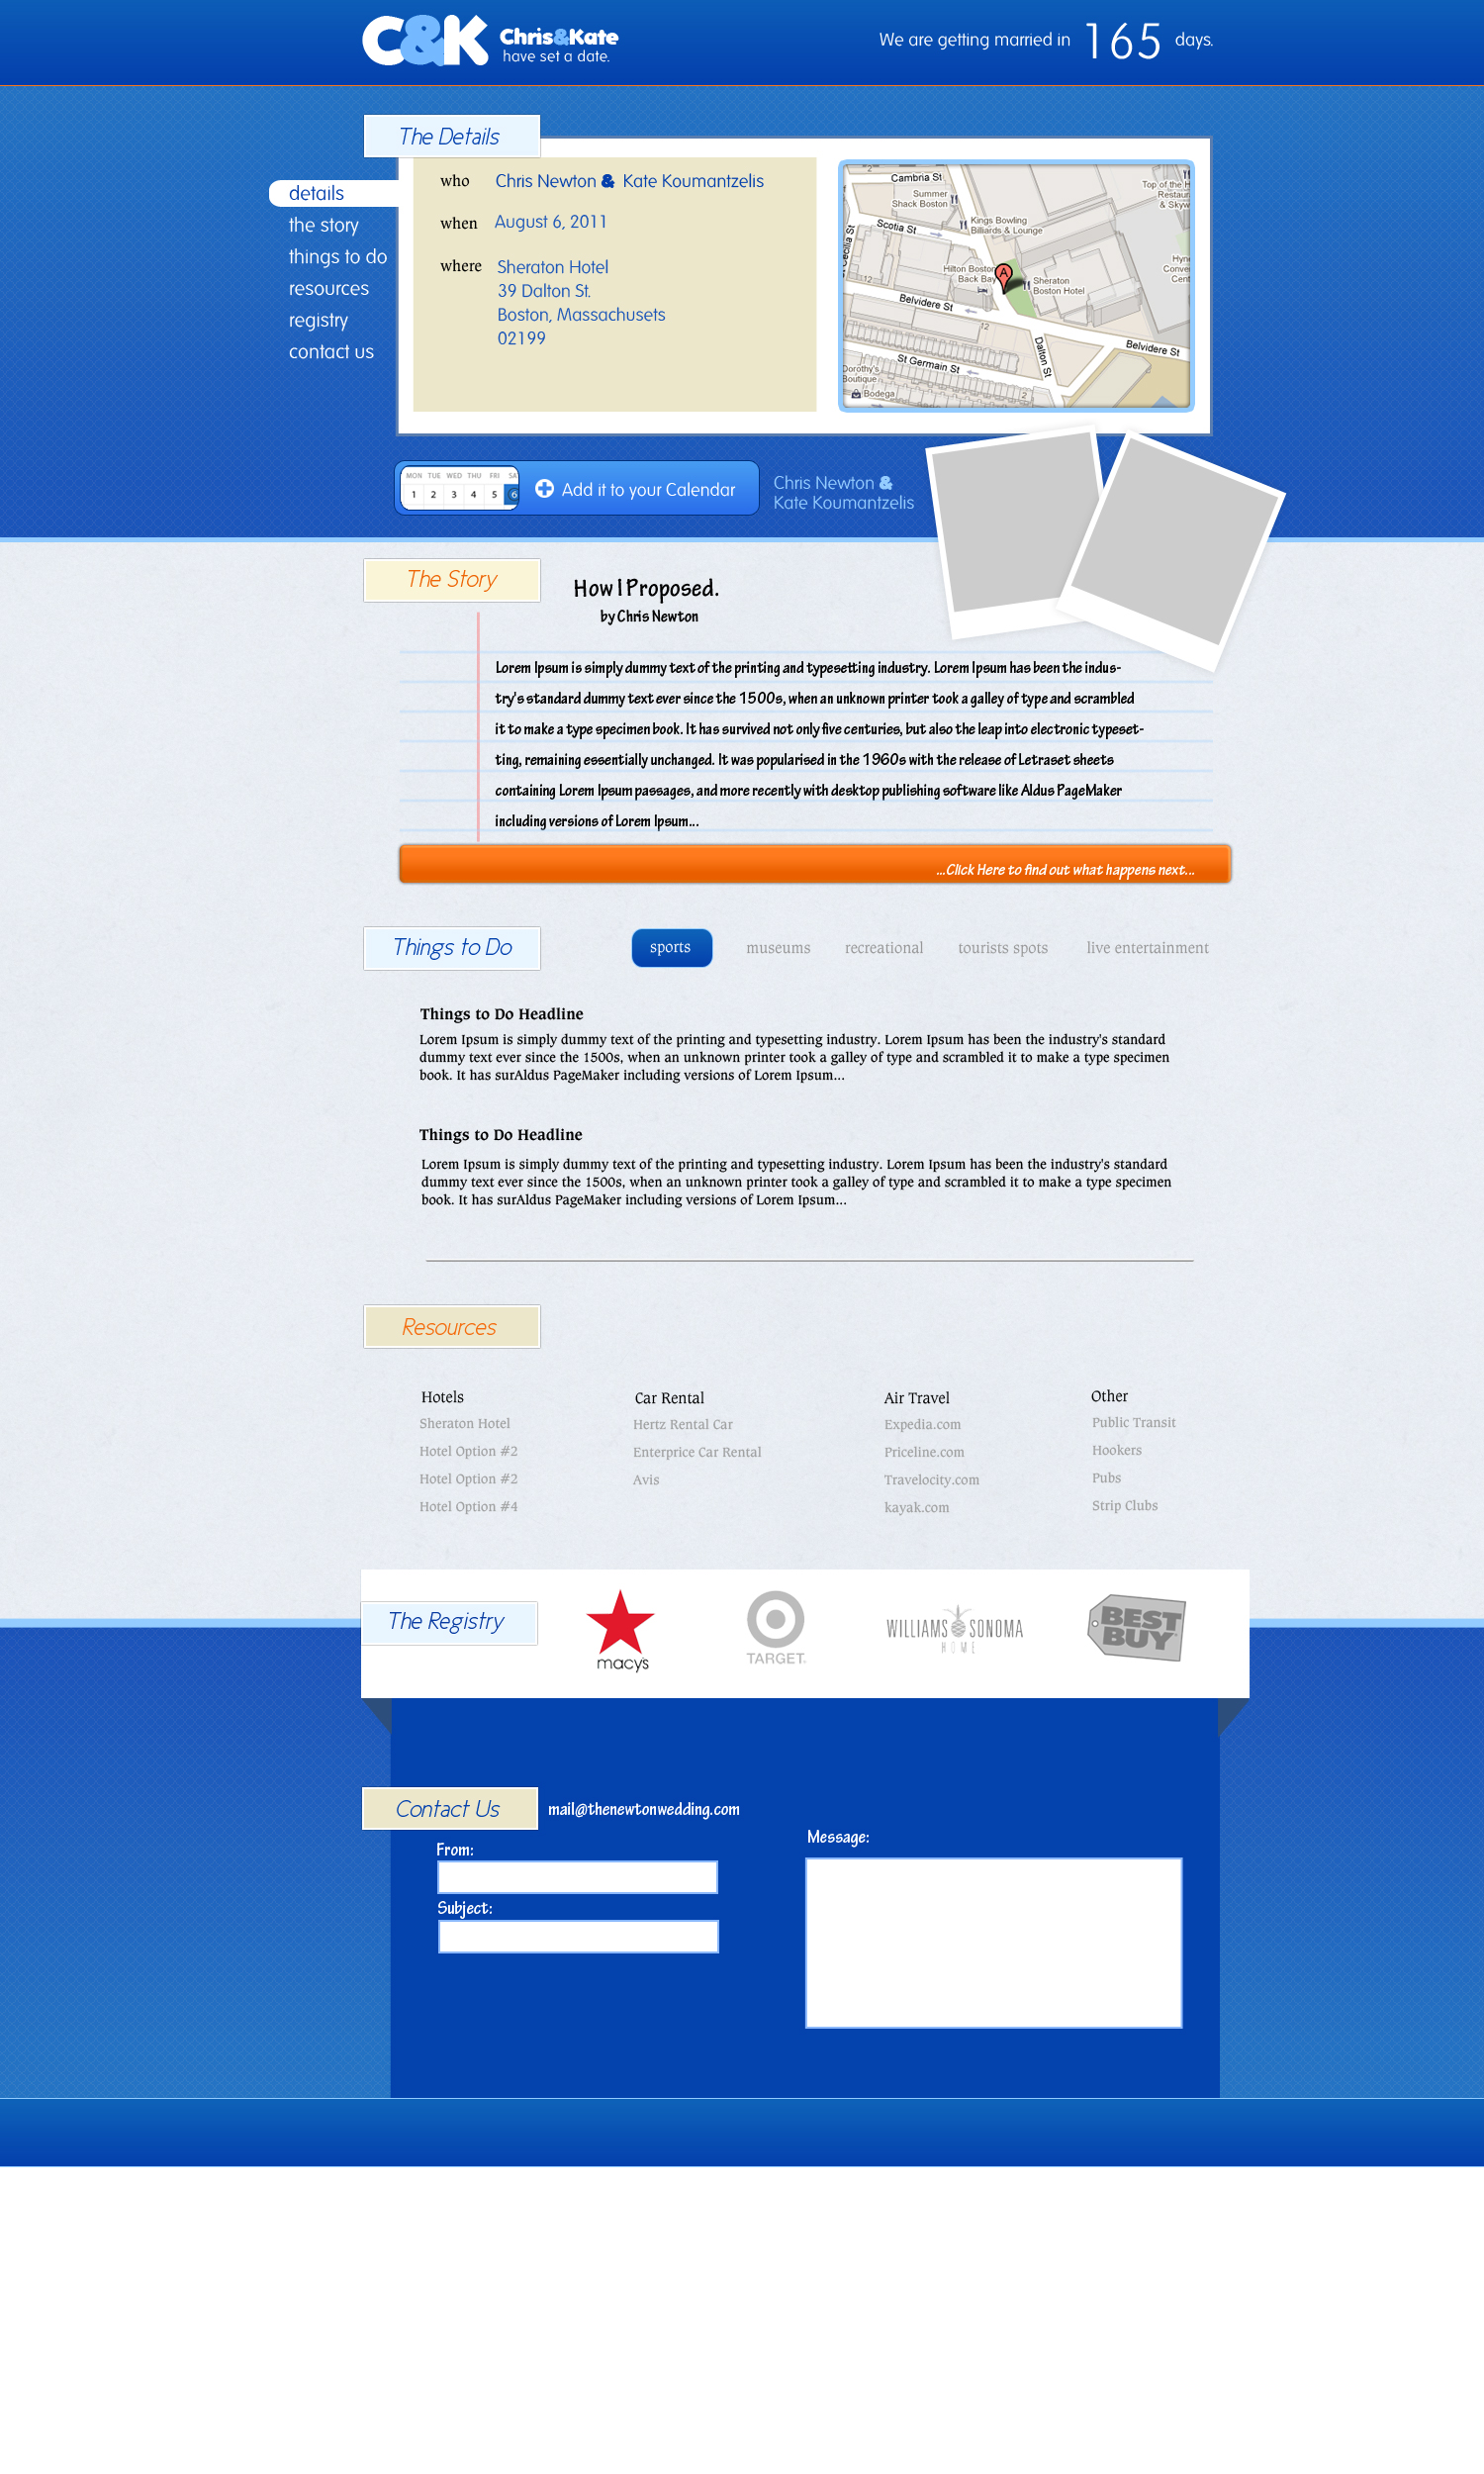 C&K Chris&Kate
have set a date.
We are getting married in 165 days.
The Details
details
the story
things to do
resources
registry
contact us
who Chris Newton & Kate Koumantzelis
when August 6, 2011
where Sheraton Hotel
39 Dalton St.
Boston, Massachusets
02199
Cambria St
Summer
Shack Boston
Top of the H
Restaur
& Skyw
Kings Bowling
Billiards & Lounge
Scotia St
Cecilia St
Hyn
Conve
Cent
Hilton Boston
Back Bay
A
Sheraton
Boston Hotel
Belvidere St
12
Belvidere St
Dalton St
St Germain St
Dorothy's
Boutique
Bodega
2
2
MON TUE WED THU FRI SA
1 2 3 4 5 6
Add it to your Calendar
Chris Newton &
Kate Koumantzelis
The Story
How I Proposed.
by Chris Newton
Lorem Ipsum is simply dummy text of the printing and typesetting industry. Lorem Ipsum has been the indus-
try's standard dummy text ever since the 1500s, when an unknown printer took a galley of type and scrambled
it to make a type specimen book. It has survived not only five centuries, but also the leap into electronic typeset-
ting, remaining essentially unchanged. It was popularised in the 1960s with the release of Letraset sheets
containing Lorem Ipsum passages, and more recently with desktop publishing software like Aldus PageMaker
including versions of Lorem Ipsum...
...Click Here to find out what happens next...
Things to Do
sports museums recreational tourists spots live entertainment
Things to Do Headline
Lorem Ipsum is simply dummy text of the printing and typesetting industry. Lorem Ipsum has been the industry's standard
dummy text ever since the 1500s, when an unknown printer took a galley of type and scrambled it to make a type specimen
book. It has surAldus PageMaker including versions of Lorem Ipsum...
Things to Do Headline
Lorem Ipsum is simply dummy text of the printing and typesetting industry. Lorem Ipsum has been the industry's standard
dummy text ever since the 1500s, when an unknown printer took a galley of type and scrambled it to make a type specimen
book. It has surAldus PageMaker including versions of Lorem Ipsum...
Resources
Hotels
Sheraton Hotel
Hotel Option #2
Hotel Option #2
Hotel Option #4
Car Rental
Hertz Rental Car
Enterprice Car Rental
Avis
Air Travel
Expedia.com
Priceline.com
Travelocity.com
kayak.com
Other
Public Transit
Hookers
Pubs
Strip Clubs
The Registry
macy's
TARGET
WILLIAMS SONOMA
HOME
BEST
BUY
Contact Us
mail@thenewtonwedding.com
From:
Subject:
Message: